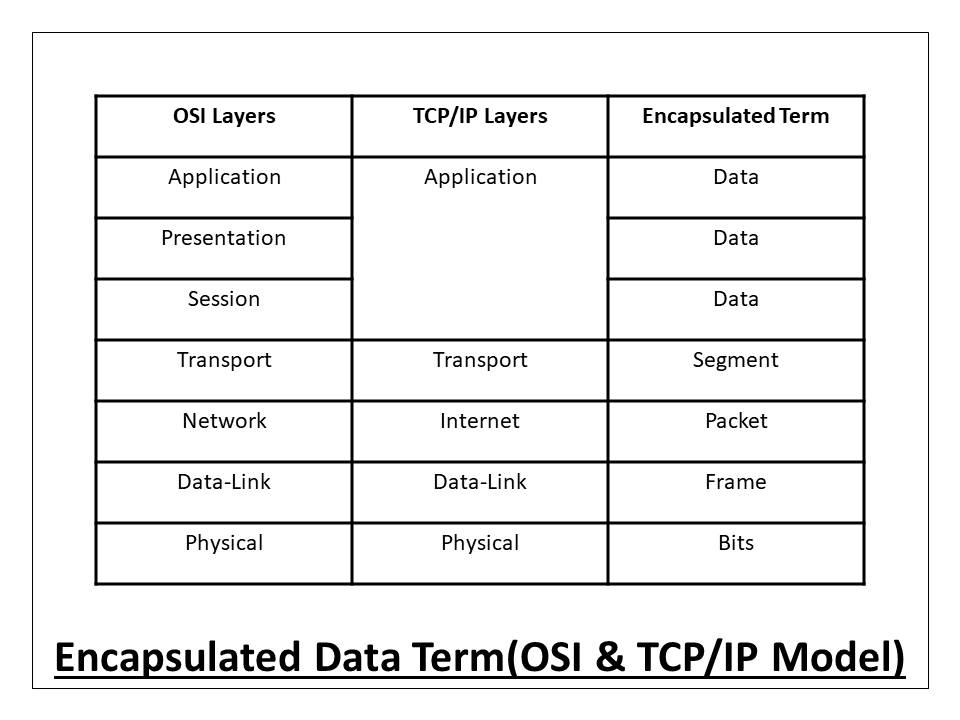 OSI Layers TCP/IP Layers Encapsulated Term
Application Application Data
Presentation Data
Session Data
Transport Transport Segment
Network Internet Packet
Data-Link Data-Link Frame
Physical Physical Bits
Encapsulated Data Term(OSI & TCP/IP Model)